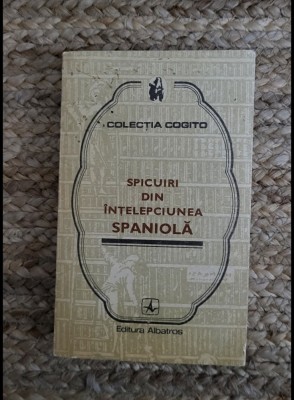 COLECȚIA COGITO
SPICUIRI
DIN
ÎNȚELEPCIUNEA
SPANIOLĂ
Editura Albatros